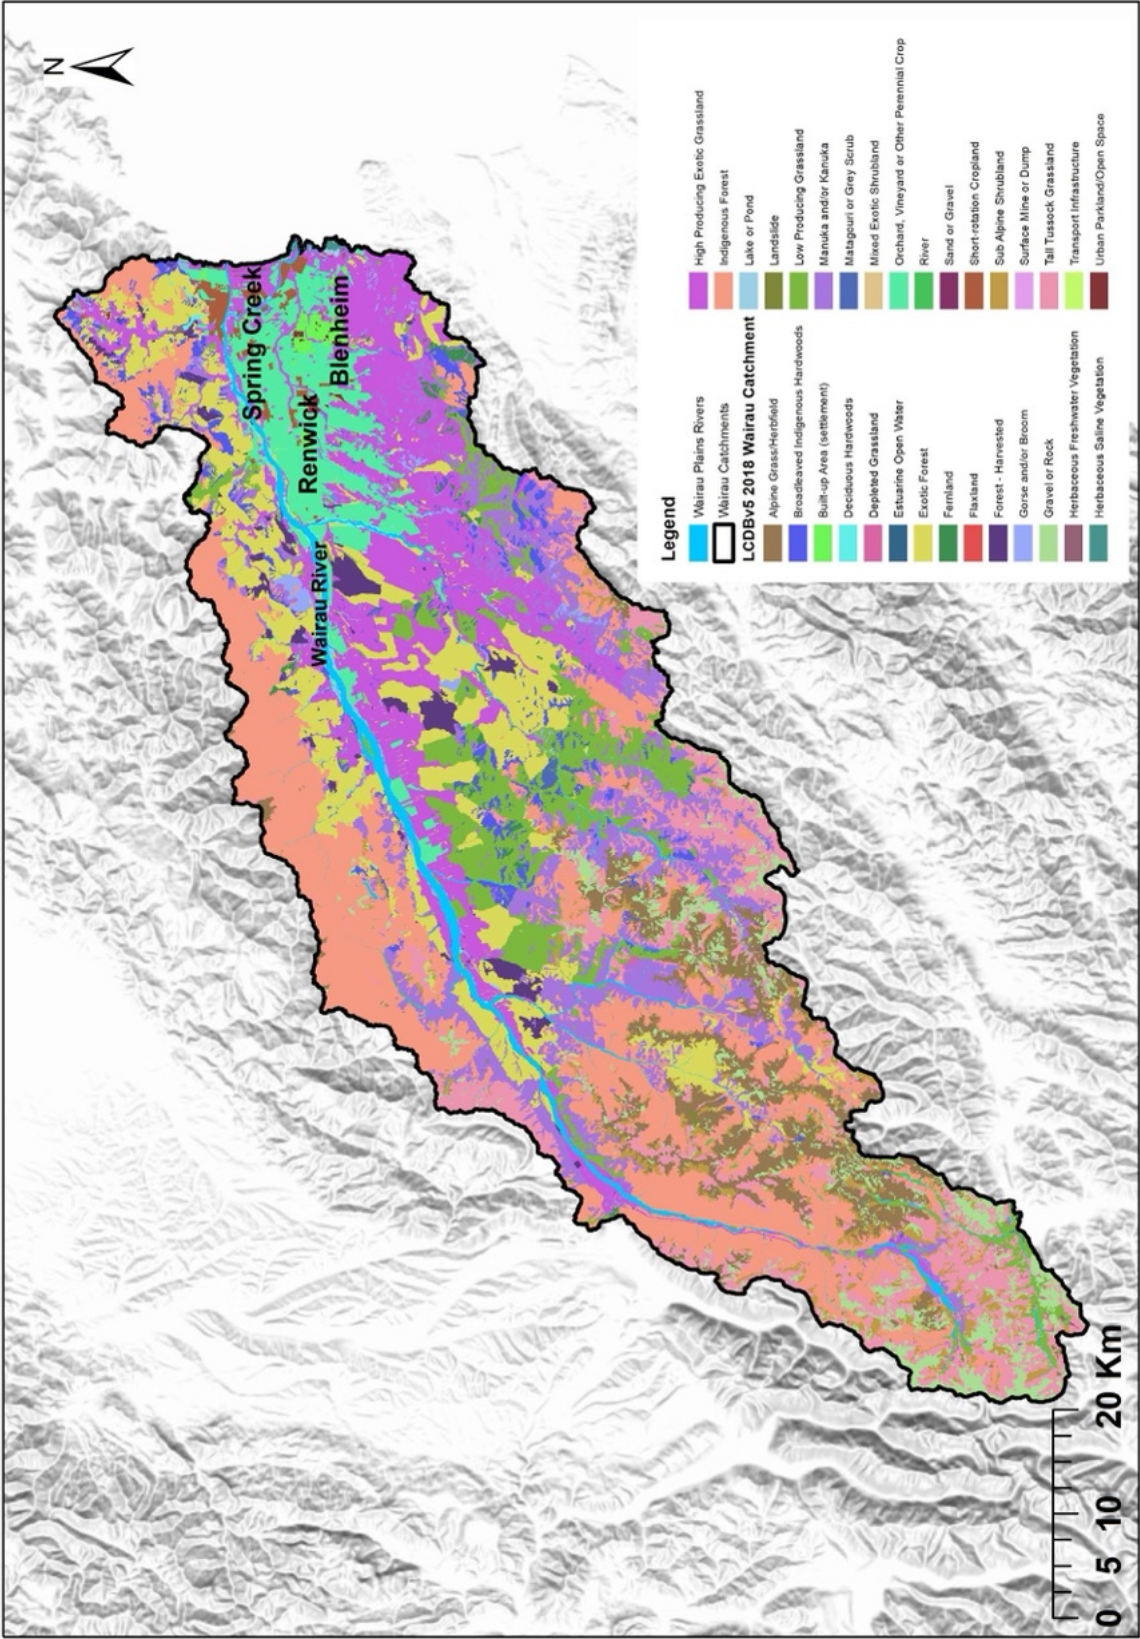 N
Spring Creek
Renwick
Wairau River
Blenheim
Legend
Wairau Plains Rivers
Wairau Catchments
LCDBv5 2018 Wairau Catchment
Alpine Grass/Herbfield
Broadleaved Indigenous Hardwoods
Built-up Area (settlement)
Deciduous Hardwoods
Depleted Grassland
Estuarine Open Water
Exotic Forest
Fernland
Flaxland
Forest - Harvested
Gorse and/or Broom
Gravel or Rock
Herbaceous Freshwater Vegetation
Herbaceous Saline Vegetation
High Producing Exotic Grassland
Indigenous Forest
Lake or Pond
Landslide
Low Producing Grassland
Manuka and/or Kanuka
Matagouri or Grey Scrub
Mixed Exotic Shrubland
Orchard, Vineyard or Other Perennial Crop
River
Sand or Gravel
Short-rotation Cropland
Sub Alpine Shrubland
Surface Mine or Dump
Tall Tussock Grassland
Transport Infrastructure
Urban Parkland/Open Space
0 5 10 20 Km